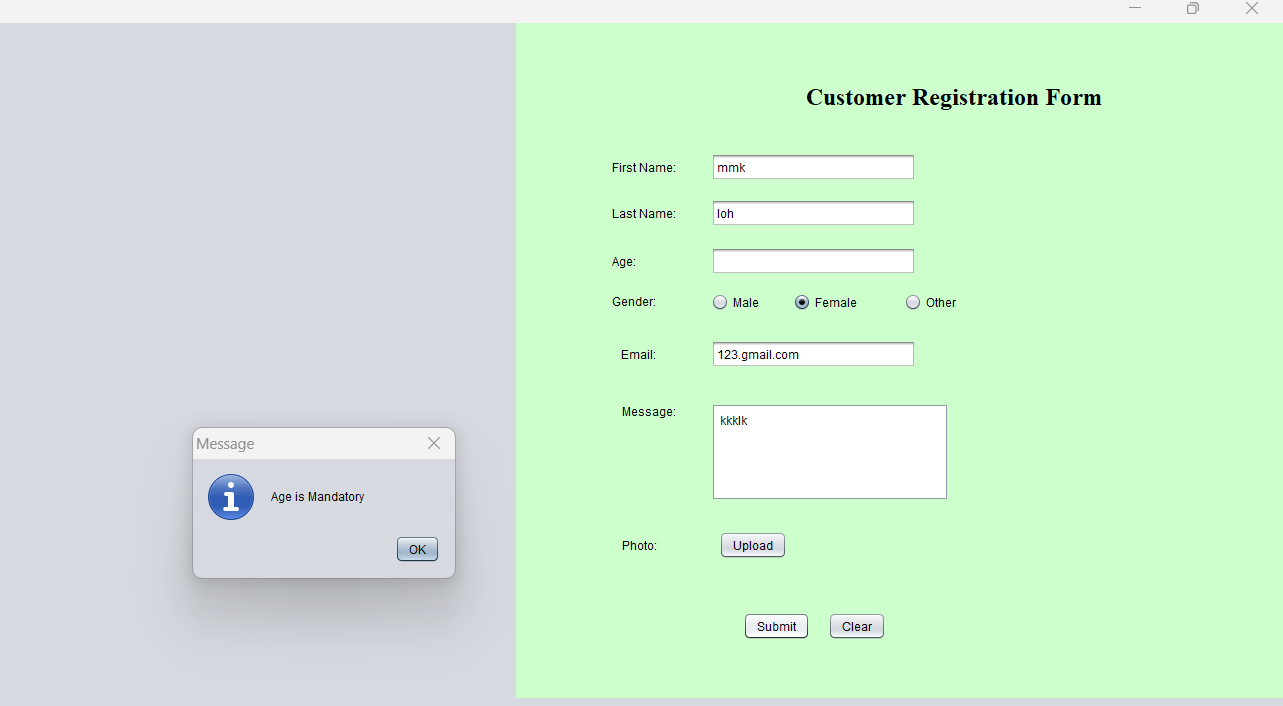 Customer Registration Form
First Name: mmk
Last Name: loh
Age:
Gender: Male Female Other
Email: 123.gmail.com
Message: kkklk
Message
Age is Mandatory
OK
Photo: Upload
Submit Clear